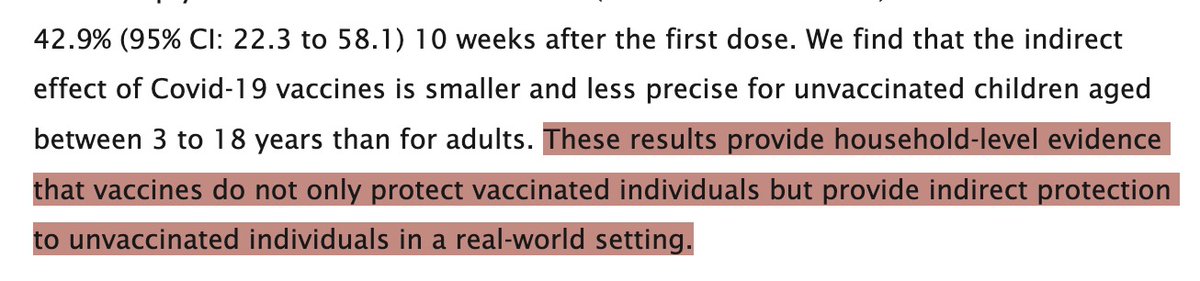 42.9% (95% CI: 22.3 to 58.1) 10 weeks after the first dose. We find that the indirect
effect of Covid-19 vaccines is smaller and less precise for unvaccinated children aged
between 3 to 18 years than for adults. These results provide household-level evidence
that vaccines do not only protect vaccinated individuals but provide indirect protection
to unvaccinated individuals in a real-world setting.